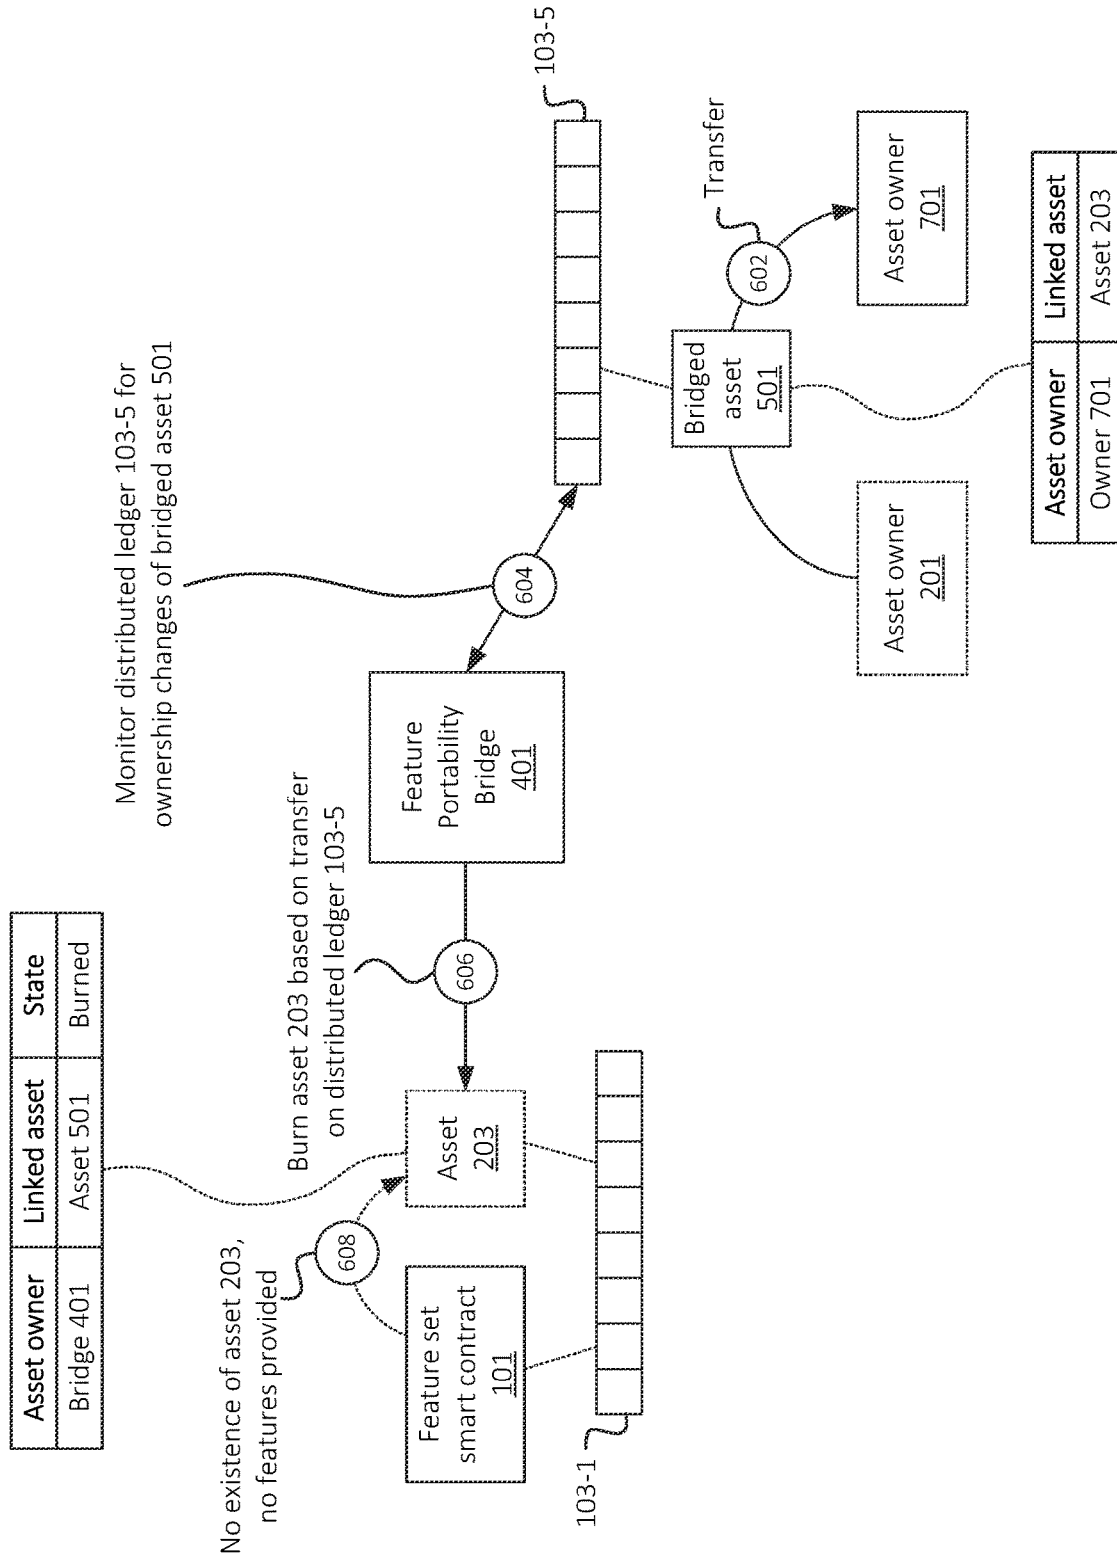 Asset owner Linked asset State
Bridge 401 Asset 501 Burned
No existence of asset 203,
no features provided
608
Feature set
smart contract
101
103-1
Asset
203
Burn asset 203 based on transfer
on distributed ledger 103-5
606
Feature
Portability
Bridge
401
Monitor distributed ledger 103-5 for
ownership changes of bridged asset 501
604
103-5
Bridged
asset
501
Transfer
602
Asset owner
201
Asset owner
701
Asset owner Linked asset
Owner 701 Asset 203